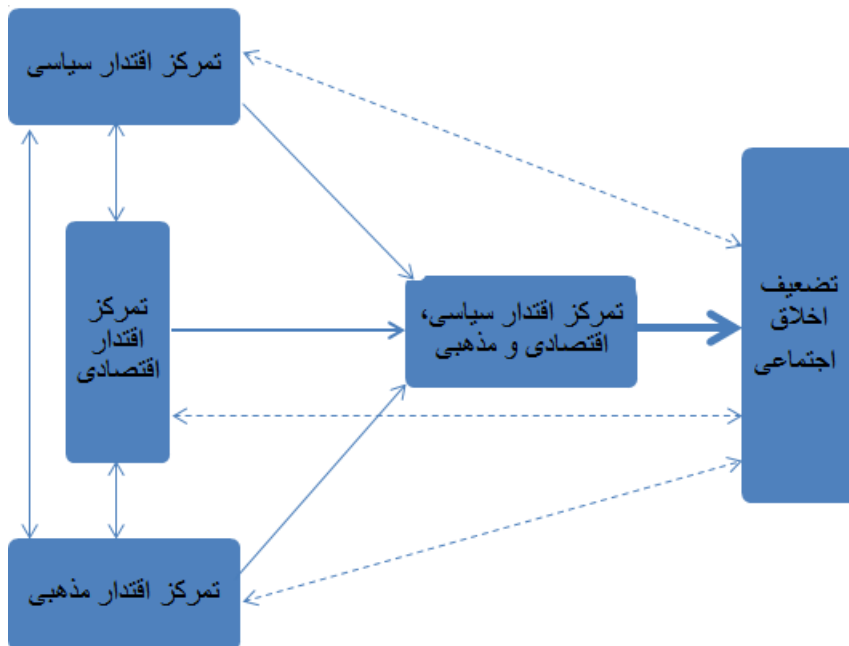 تمرکز اقتدار سیاسی
تمرکز
اقتدار
اقتصادی
تمرکز اقتدار سیاسی،
اقتصادی و مذهبی
تضعیف
اخلاق
اجتماعی
تمرکز اقتدار مذهبی